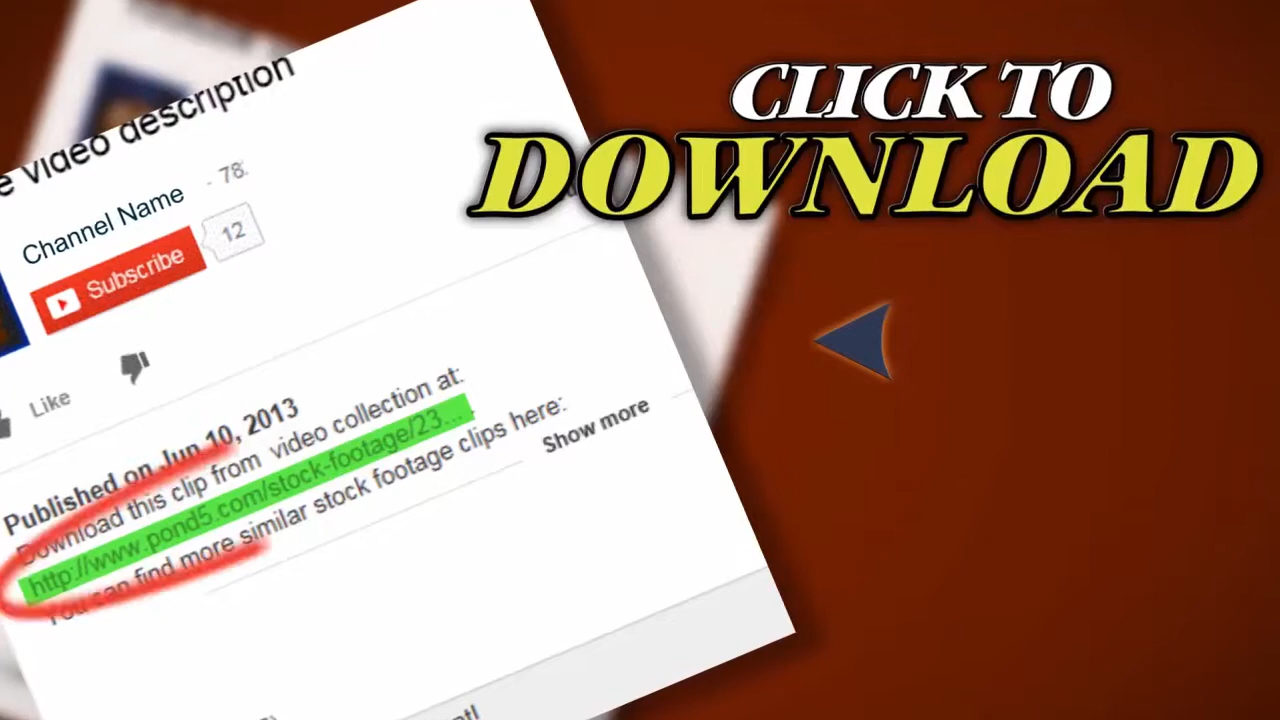 CLICK TO
DOWNLOAD
video description
Channel Name - 78
Subscribe 12
Like
Published on Jun 10, 2013
Download this clip from video collection at:
http://www.pond5.com/stock-footage/23...
You can find more similar stock footage clips here:
Show more